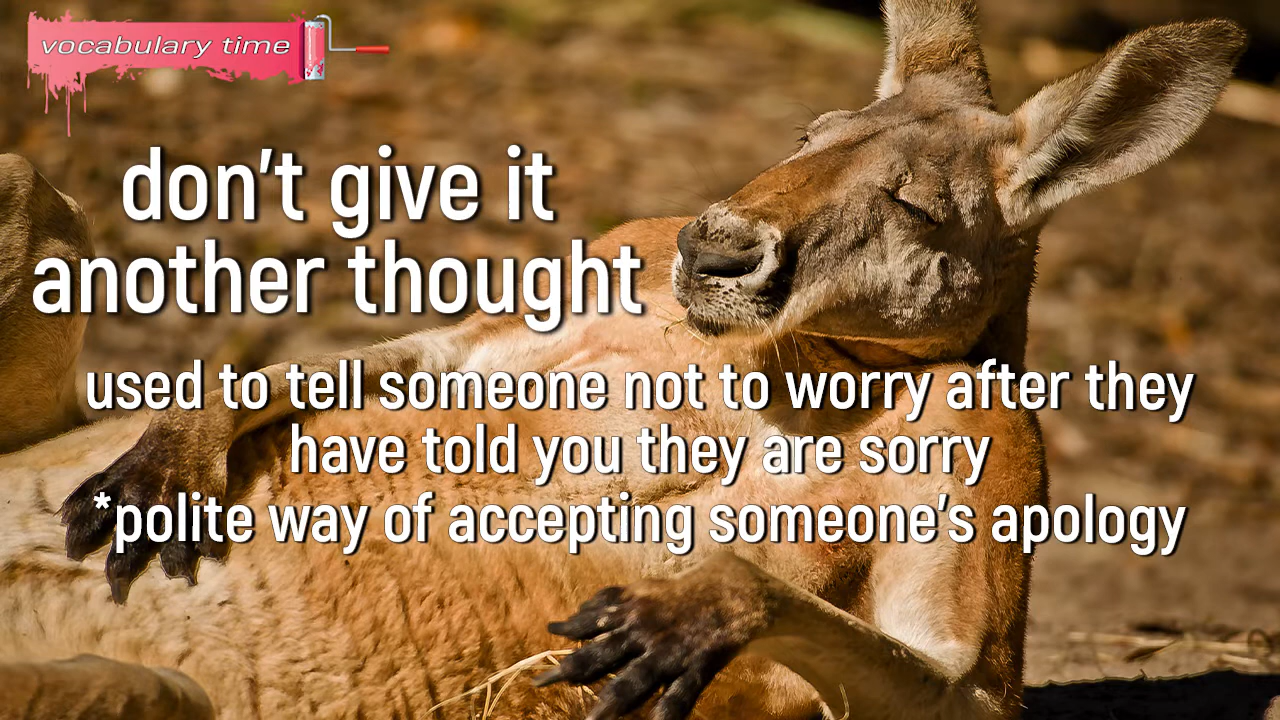 vocabulary time
don't give it
another thought
used to tell someone not to worry after they
have told you they are sorry
*polite way of accepting someone's apology